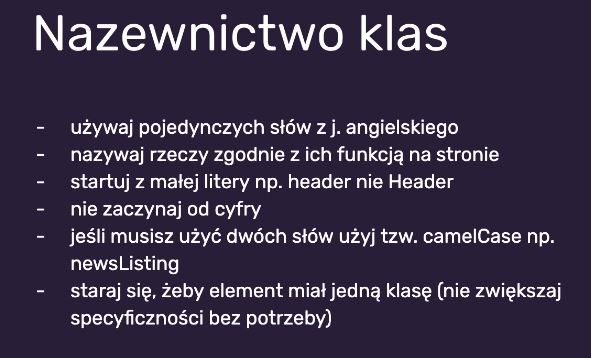 Nazewnictwo klas
- używaj pojedynczych słów z j. angielskiego
- nazywaj rzeczy zgodnie z ich funkcją na stronie
- startuj z małej litery np. header nie Header
- nie zaczynaj od cyfry
- jeśli musisz użyć dwóch słów użyj tzw. camelCase np.
newsListing
- staraj się, żeby element miał jedną klasę (nie zwiększaj
specyficzności bez potrzeby)